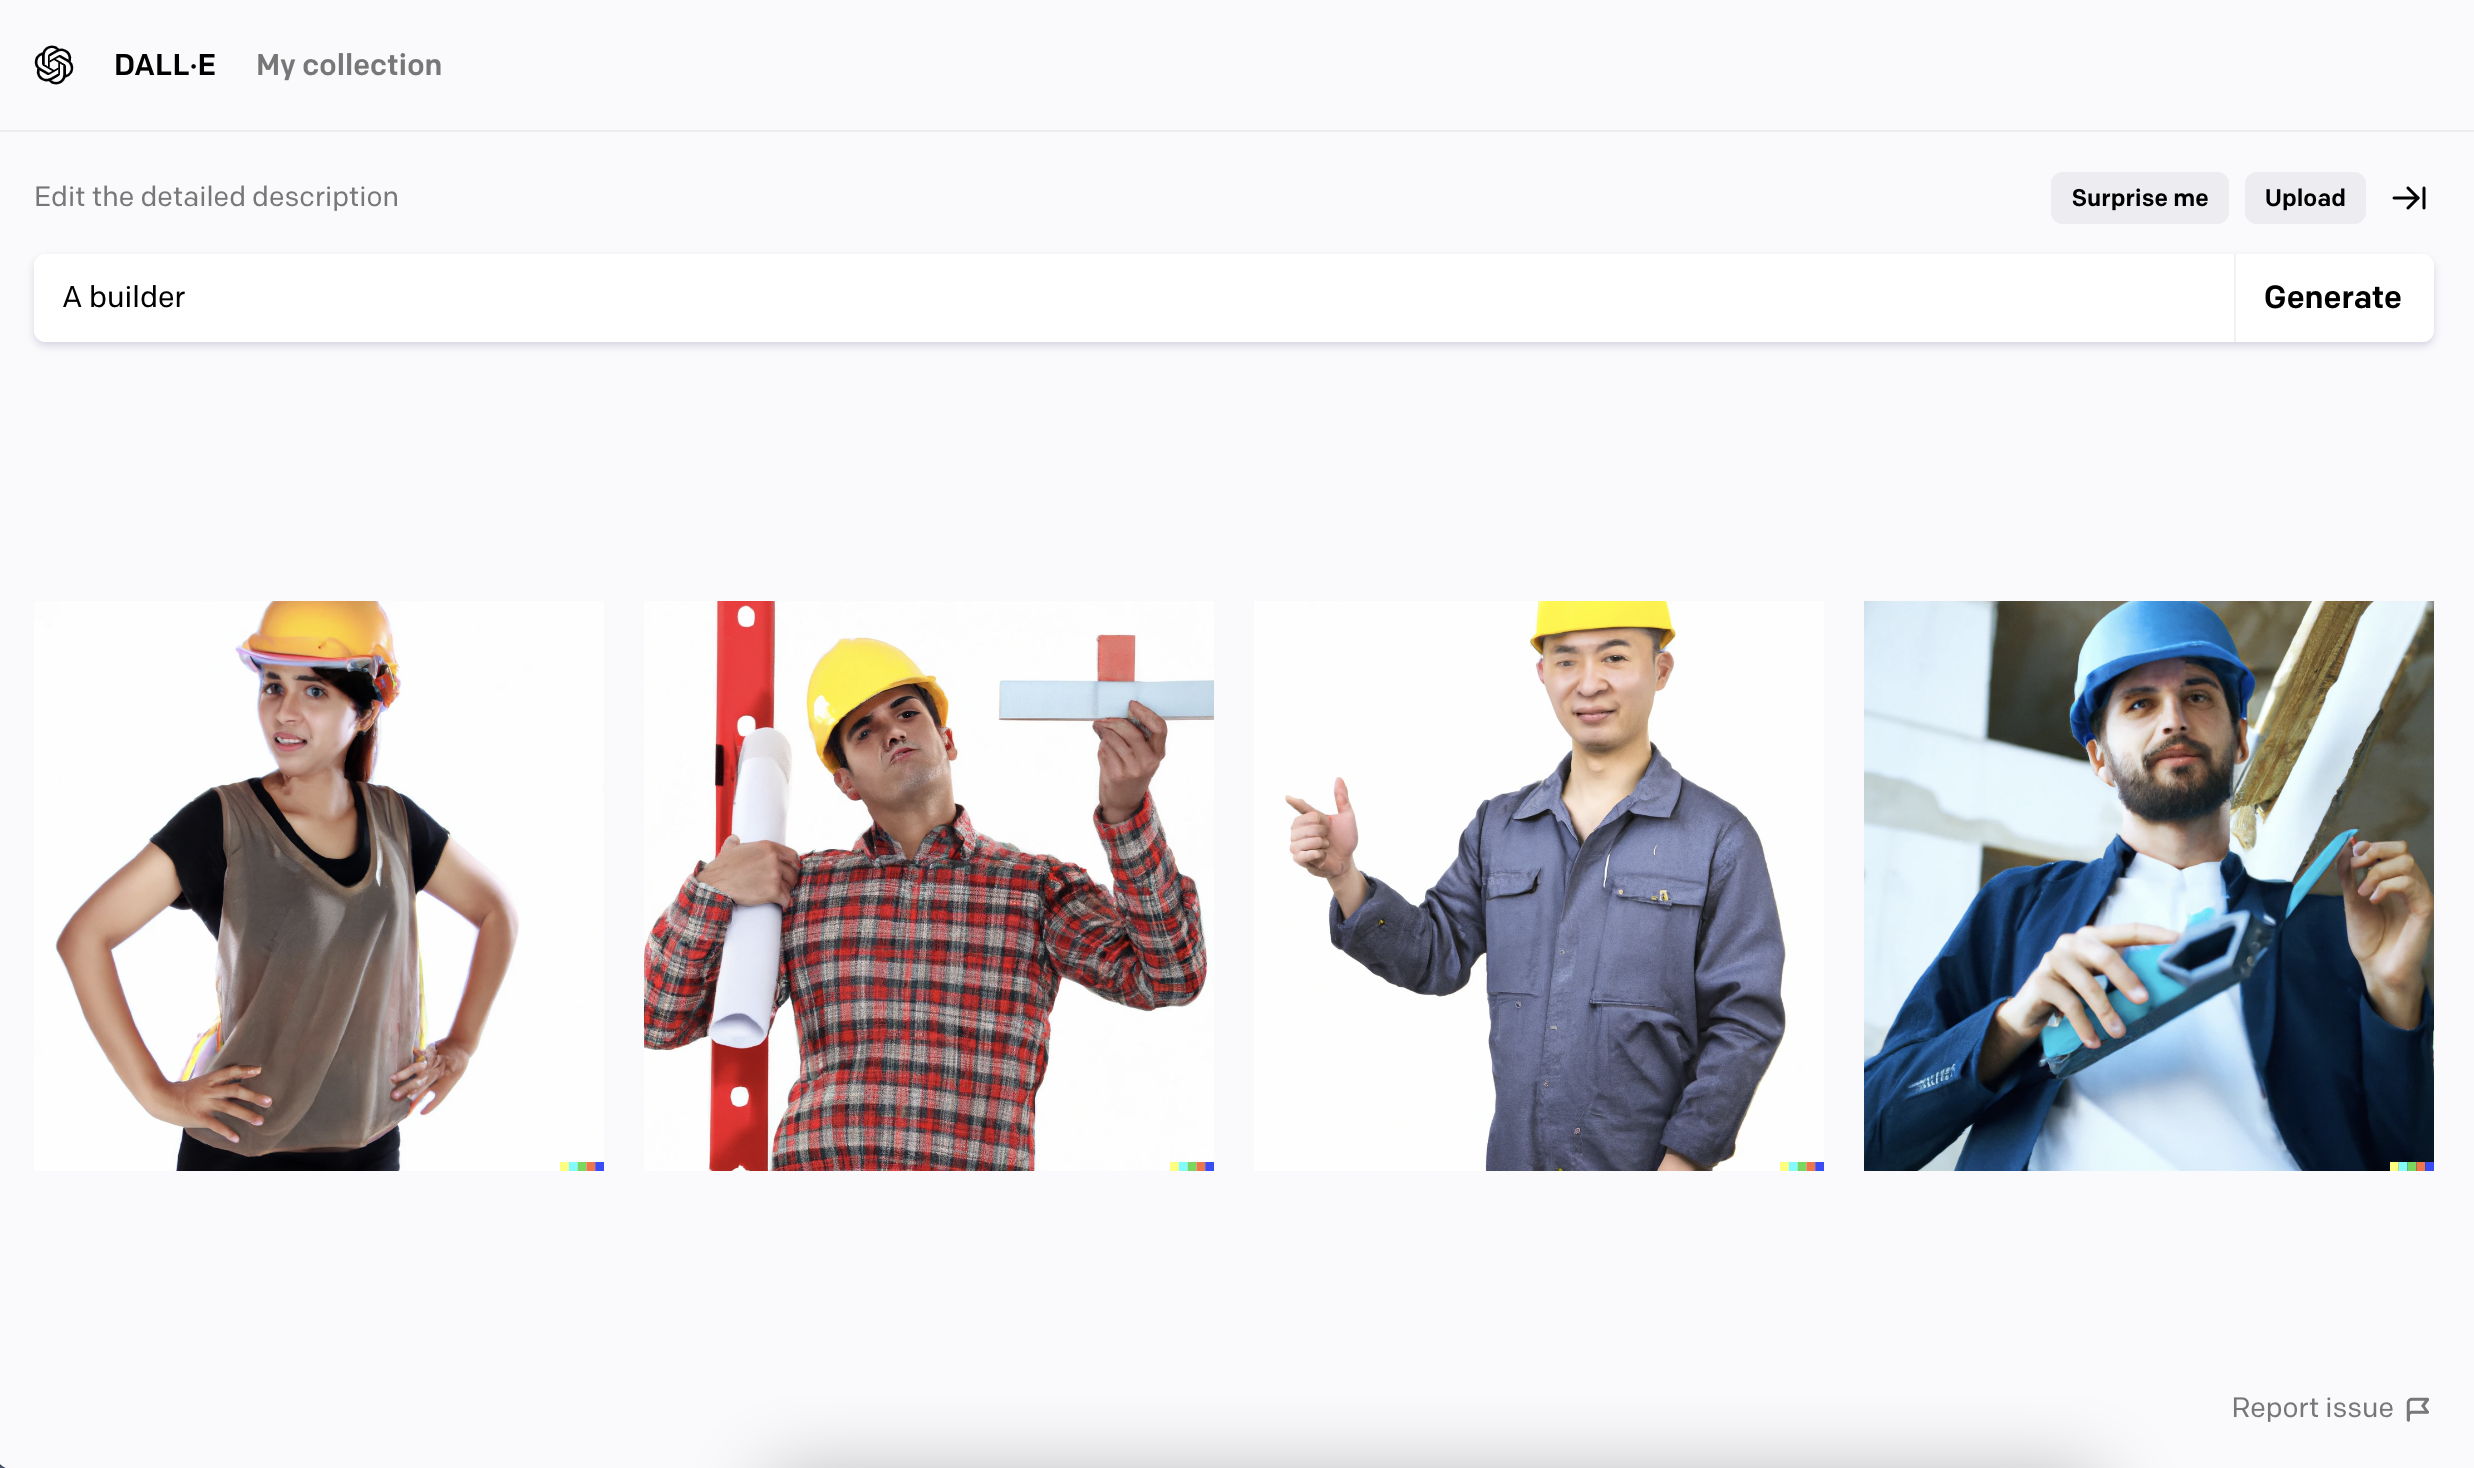 DALL·E My collection
Edit the detailed description
Surprise me Upload
A builder Generate
Report issue